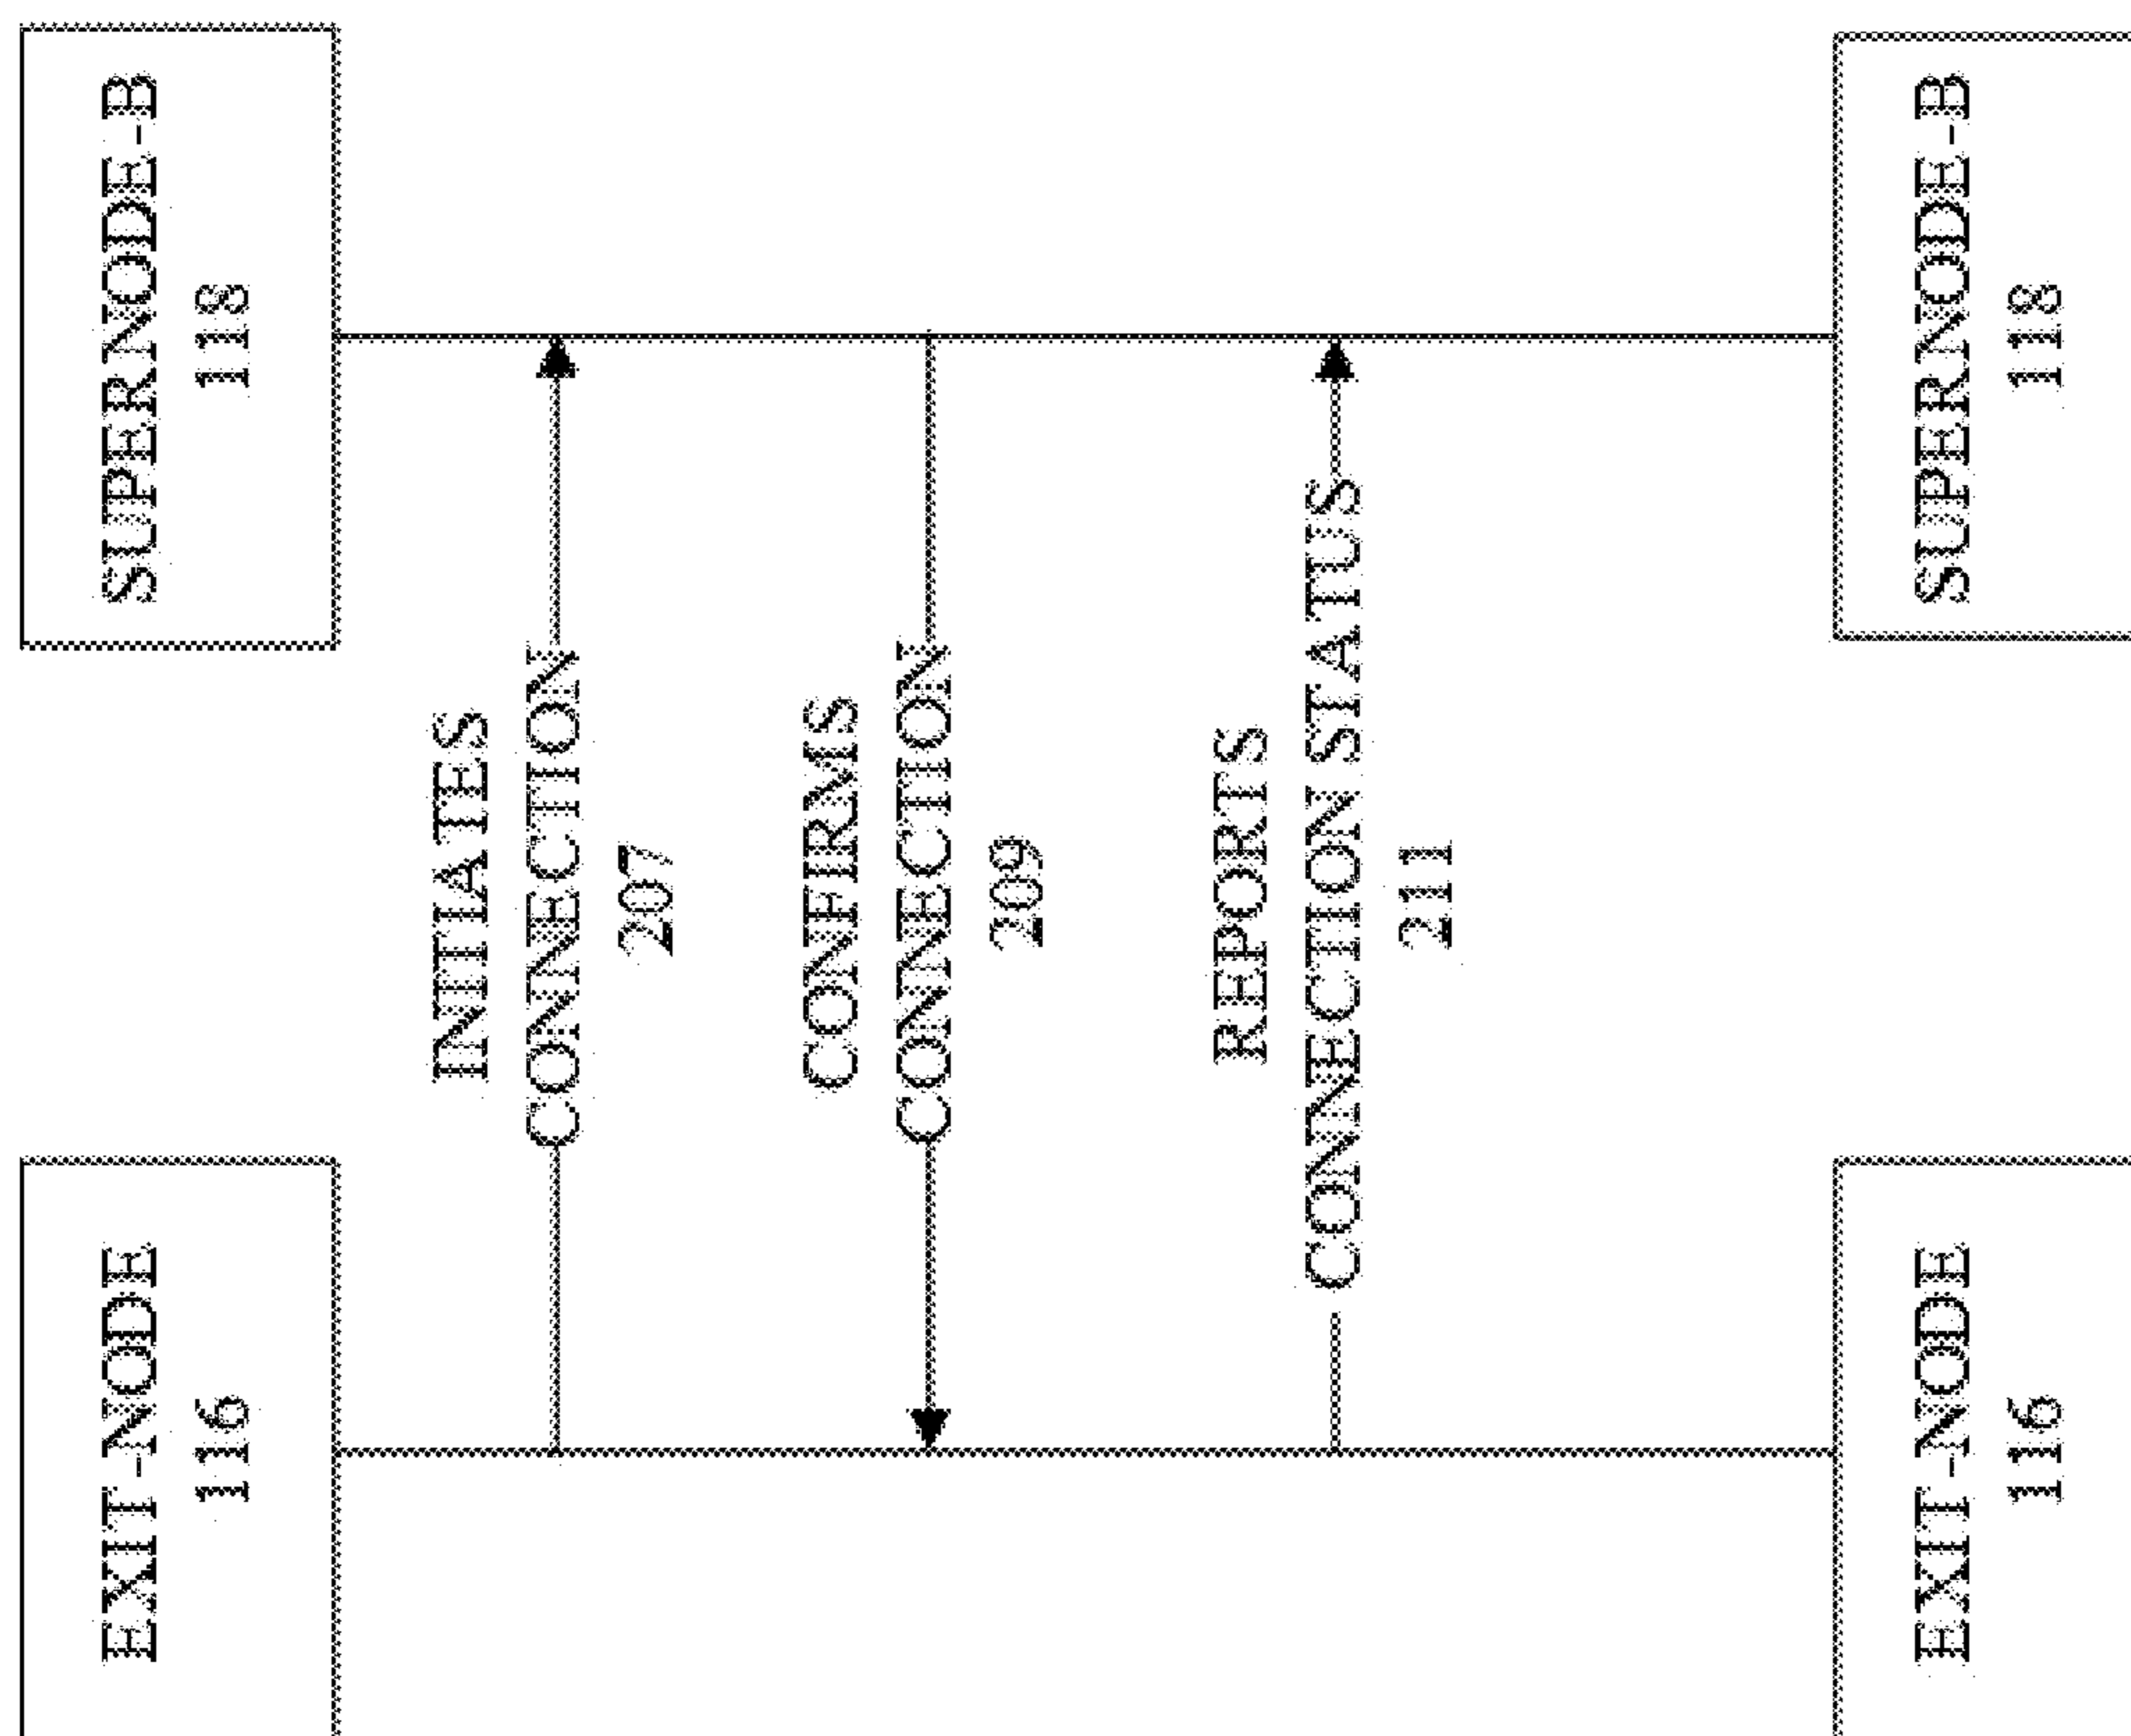 EXIT-NODE
116
SUPERNODE-B
118
INITIATES
CONNECTION
207
CONFIRMS
CONNECTION
209
REPORTS
CONNECTION STATUS
211
EXIT-NODE
116
SUPERNODE-B
118